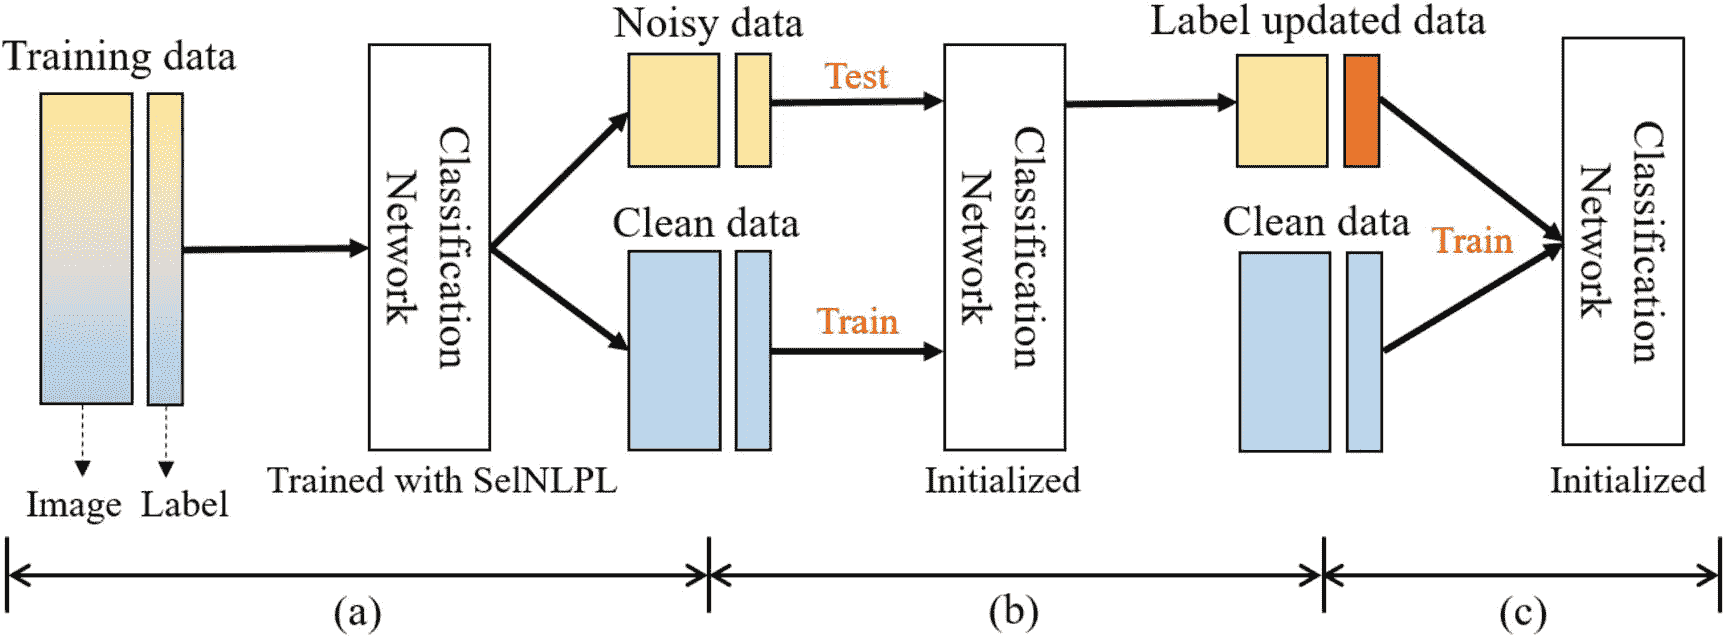 Training data
Image
Label
Classification
Network
Trained with SelNLPL
Noisy data
Clean data
Test
Train
Classification
Network
Initialized
Label updated data
Clean data
Train
Classification
Network
Initialized
(a)
(b)
(c)